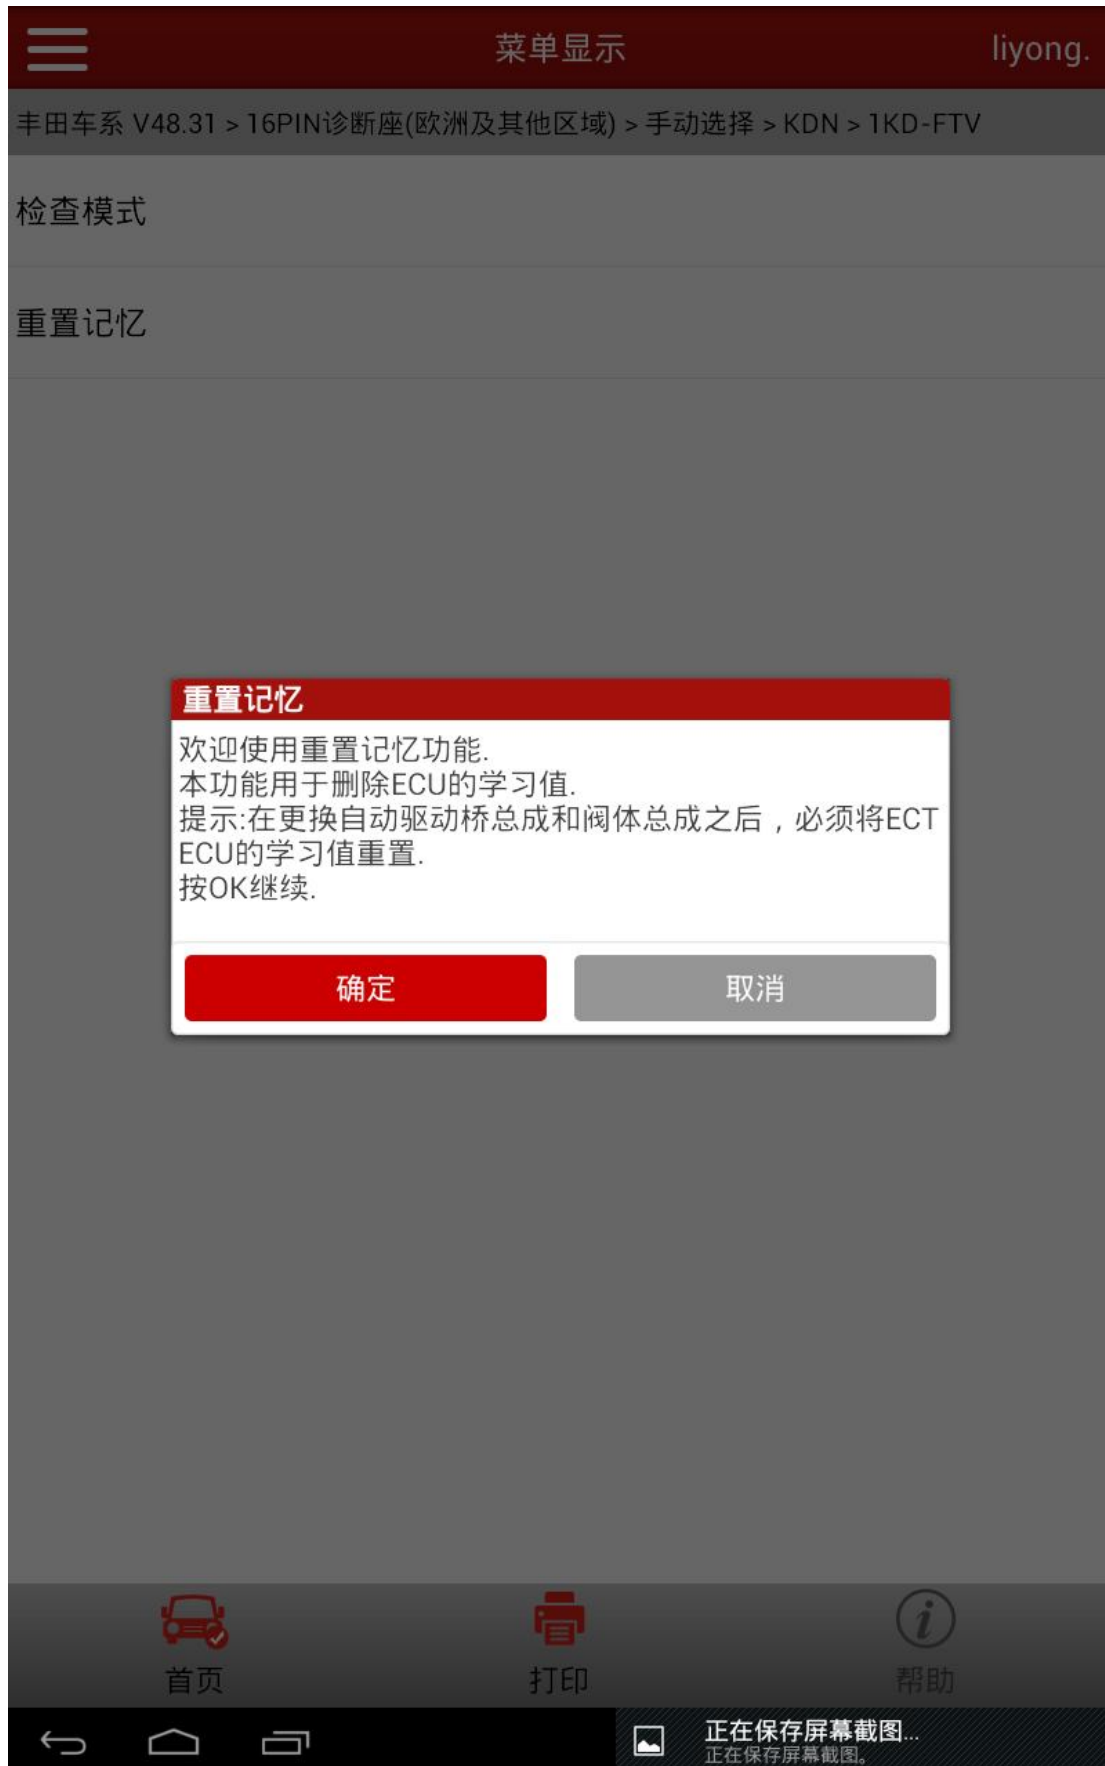 菜单显示
liyong.
丰田车系 V48.31 > 16PIN诊断座(欧洲及其他区域) > 手动选择 > KDN > 1KD-FTV
检查模式
重置记忆
重置记忆
欢迎使用重置记忆功能.
本功能用于删除ECU的学习值.
提示:在更换自动驱动桥总成和阀体总成之后，必须将ECT
ECU的学习值重置.
按OK继续.
确定
取消
首页
打印
帮助
正在保存屏幕截图...
正在保存屏幕截图。